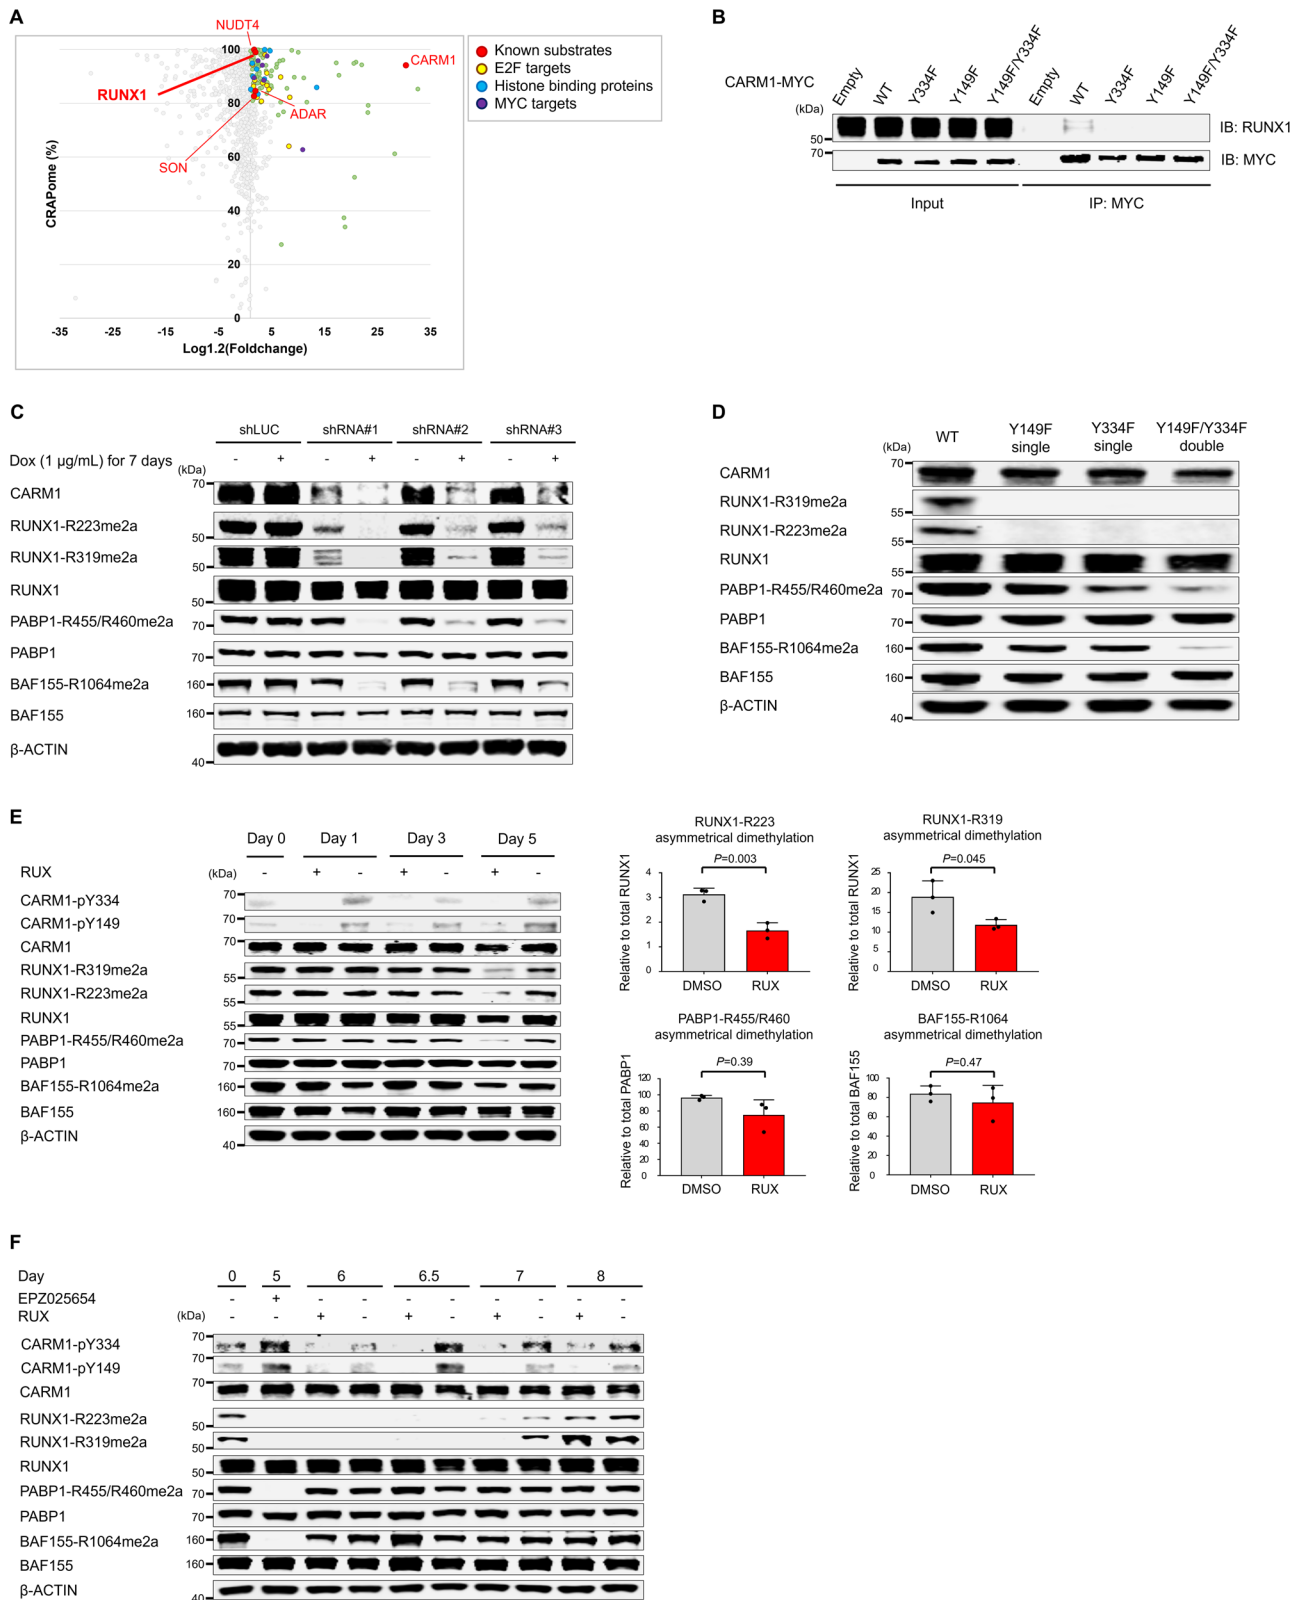 A
NUDT4
CARM1
RUNX1
ADAR
SON
CRAPome (%)
100
80
60
40
20
0
-35 -25 -15 -5 5 15 25 35
Log1.2(Foldchange)
Known substrates
E2F targets
Histone binding proteins
MYC targets
B
CARM1-MYC
Empty WT Y334F Y149F Y149F/Y334F Empty WT Y334F Y149F Y149F/Y334F
(kDa)
50
IB: RUNX1
70
IB: MYC
Input IP: MYC
C
shLUC shRNA#1 shRNA#2 shRNA#3
Dox (1 µg/mL) for 7 days - + - + - + - +
(kDa)
CARM1 70
RUNX1-R223me2a 50
RUNX1-R319me2a 50
RUNX1 50
PABP1-R455/R460me2a 70
PABP1 70
BAF155-R1064me2a 160
BAF155 160
β-ACTIN 40
D
WT Y149F single Y334F single Y149F/Y334F double
(kDa)
CARM1 70
RUNX1-R319me2a 55
RUNX1-R223me2a 55
RUNX1 55
PABP1-R455/R460me2a 70
PABP1 70
BAF155-R1064me2a 160
BAF155 160
β-ACTIN 40
E
Day 0 Day 1 Day 3 Day 5
RUX (kDa) - + - + - + -
CARM1-pY334 70
CARM1-pY149 70
CARM1 70
RUNX1-R319me2a 55
RUNX1-R223me2a 55
RUNX1 55
PABP1-R455/R460me2a 70
PABP1 70
BAF155-R1064me2a 160
BAF155 160
β-ACTIN 40
RUNX1-R223
asymmetrical dimethylation
P=0.003
Relative to total RUNX1
4
3
2
1
0
DMSO RUX
RUNX1-R319
asymmetrical dimethylation
P=0.045
Relative to total RUNX1
25
20
15
10
5
0
DMSO RUX
PABP1-R455/R460
asymmetrical dimethylation
P=0.39
Relative to total PABP1
120
100
80
60
40
20
0
DMSO RUX
BAF155-R1064
asymmetrical dimethylation
P=0.47
Relative to total BAF155
100
80
60
40
20
0
DMSO RUX
F
Day 0 5 6 6.5 7 8
EPZ025654 - + - - - - - - - -
RUX (kDa) - - + - + - + - + -
CARM1-pY334 70
CARM1-pY149 70
CARM1 70
RUNX1-R223me2a 50
RUNX1-R319me2a 50
RUNX1 50
PABP1-R455/R460me2a 70
PABP1 70
BAF155-R1064me2a 160
BAF155 160
β-ACTIN 40